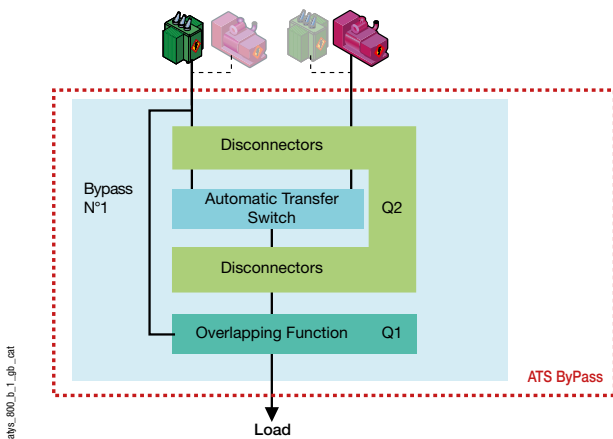 Disconnectors
Bypass
N°1
Automatic Transfer
Switch
Q2
Disconnectors
Overlapping Function
Q1
ATS ByPass
Load
atys_800_b_1_gb_cat